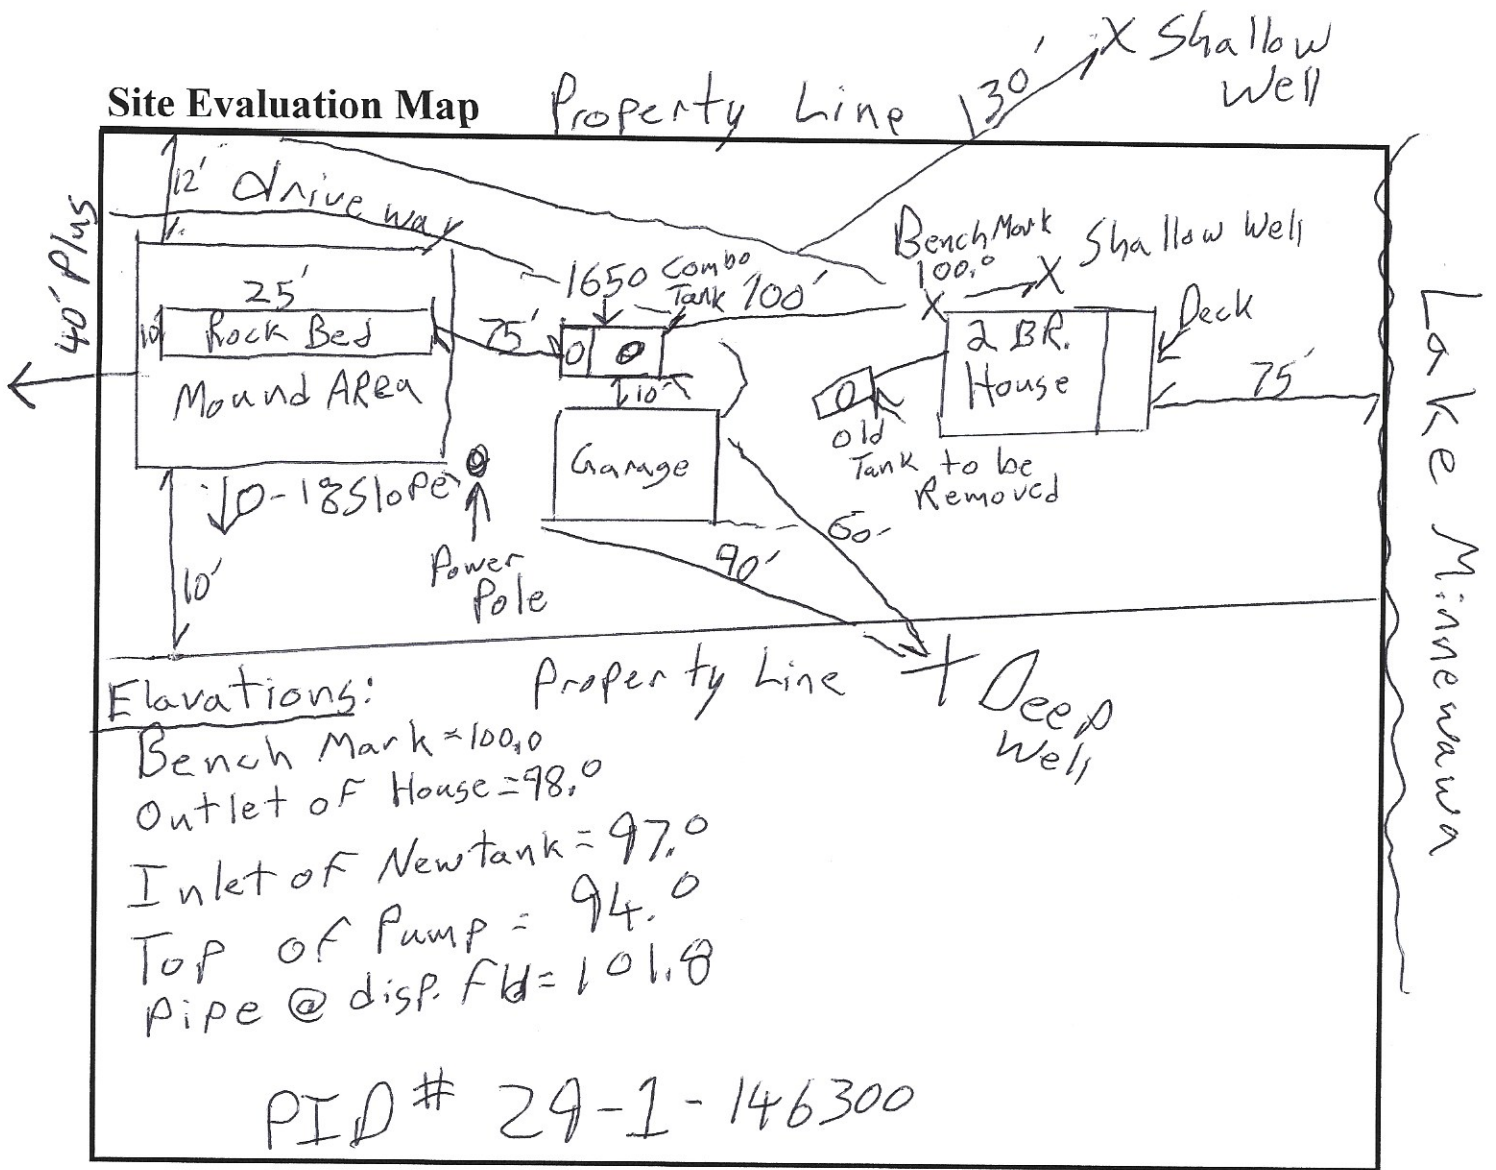 Site Evaluation Map
Property Line
130'
X Shallow
Well
12'
driveway
40' Plus
25'
10'
Rock Bed
Mound AREa
75'
1650 Combo
Tank
100'
Bench Mark
100.0
X
X
Shallow Well
Deck
2 BR.
House
75'
10'
Garage
Old
Tank to be
Removed
Power
Pole
10'
60'
90'
Property Line
Deep
Well
Lake Minnewawa
Elavations:
Bench Mark = 100.0
Outlet of House = 98.0
Inlet of New tank = 97.0
Top of Pump = 94.0
Pipe @ disp. Fld = 101.8
PID # 29-1-146300